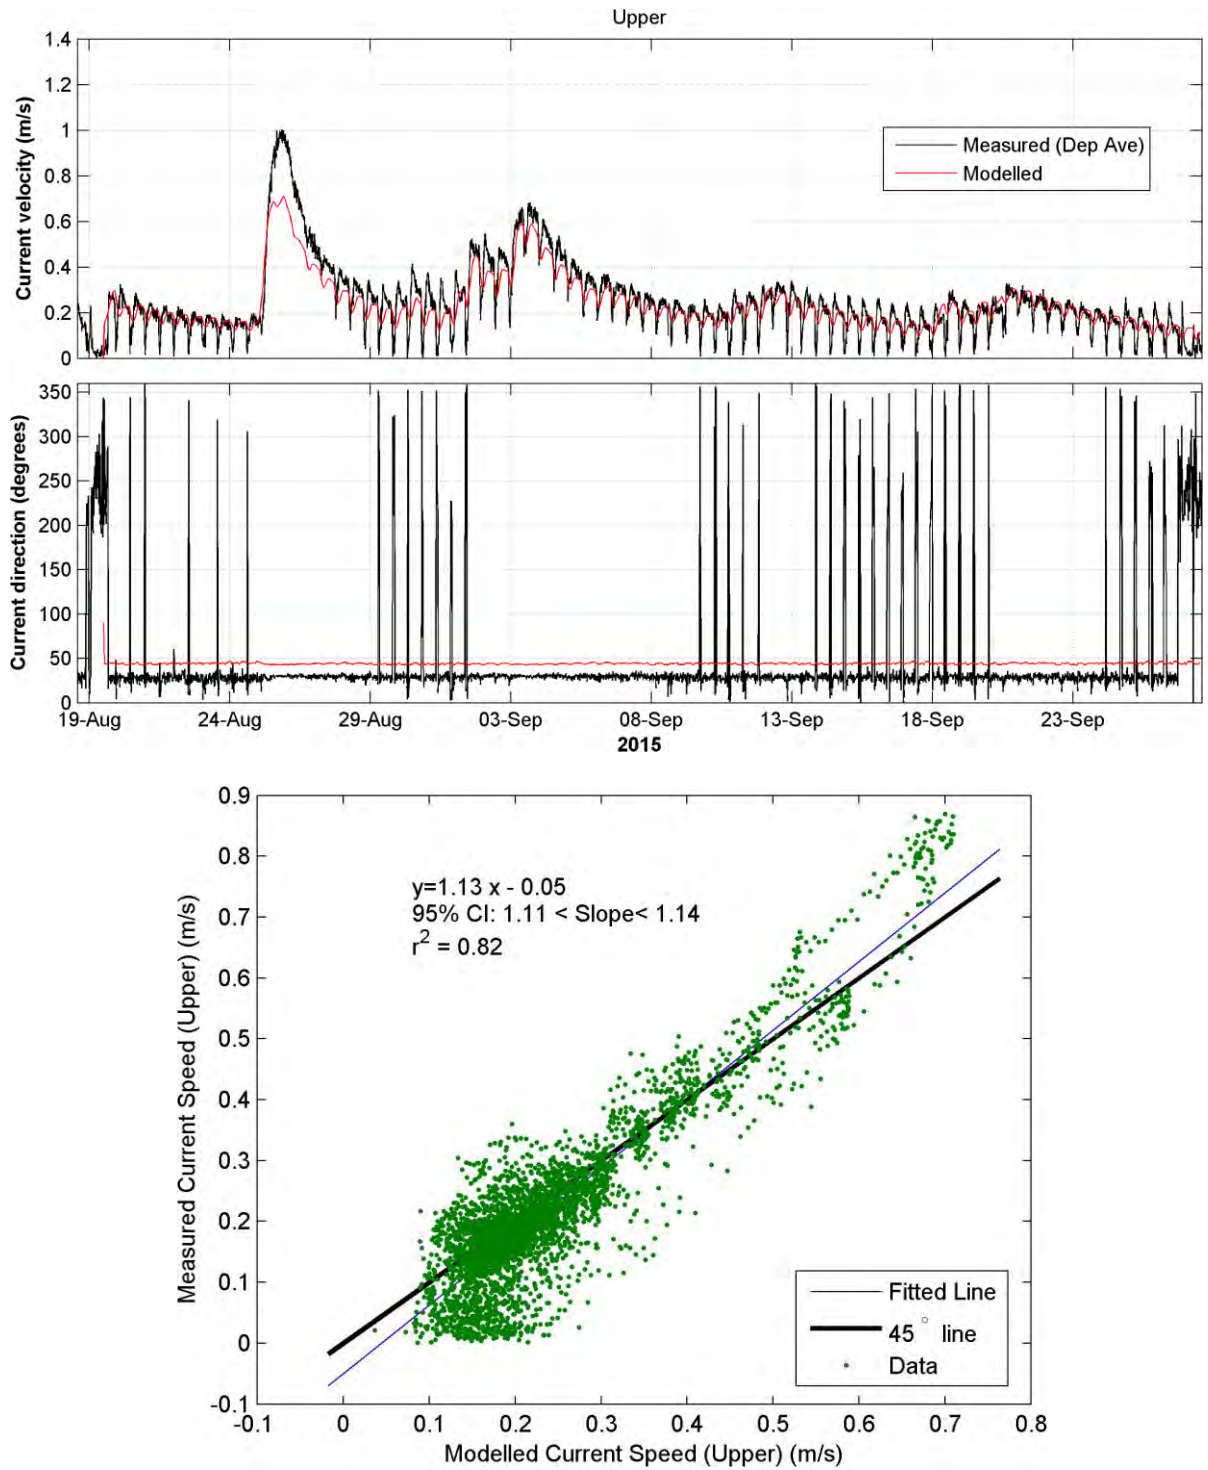 Upper
Current velocity (m/s)
1.4
1.2
1
0.8
0.6
0.4
0.2
0
Measured (Dep Ave)
Modelled
Current direction (degrees)
350
300
250
200
150
100
50
0
19-Aug 24-Aug 29-Aug 03-Sep 08-Sep 13-Sep 18-Sep 23-Sep
2015
Measured Current Speed (Upper) (m/s)
0.9
0.8
0.7
0.6
0.5
0.4
0.3
0.2
0.1
0
-0.1
y=1.13 x - 0.05
95% CI: 1.11 < Slope< 1.14
r² = 0.82
Fitted Line
45° line
Data
-0.1 0 0.1 0.2 0.3 0.4 0.5 0.6 0.7 0.8
Modelled Current Speed (Upper) (m/s)